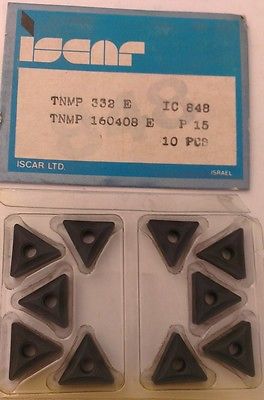 iscar
TNMP 332 E IC 848
TNMP 160408 E P 15
10 PCS
ISCAR LTD. ISRAEL